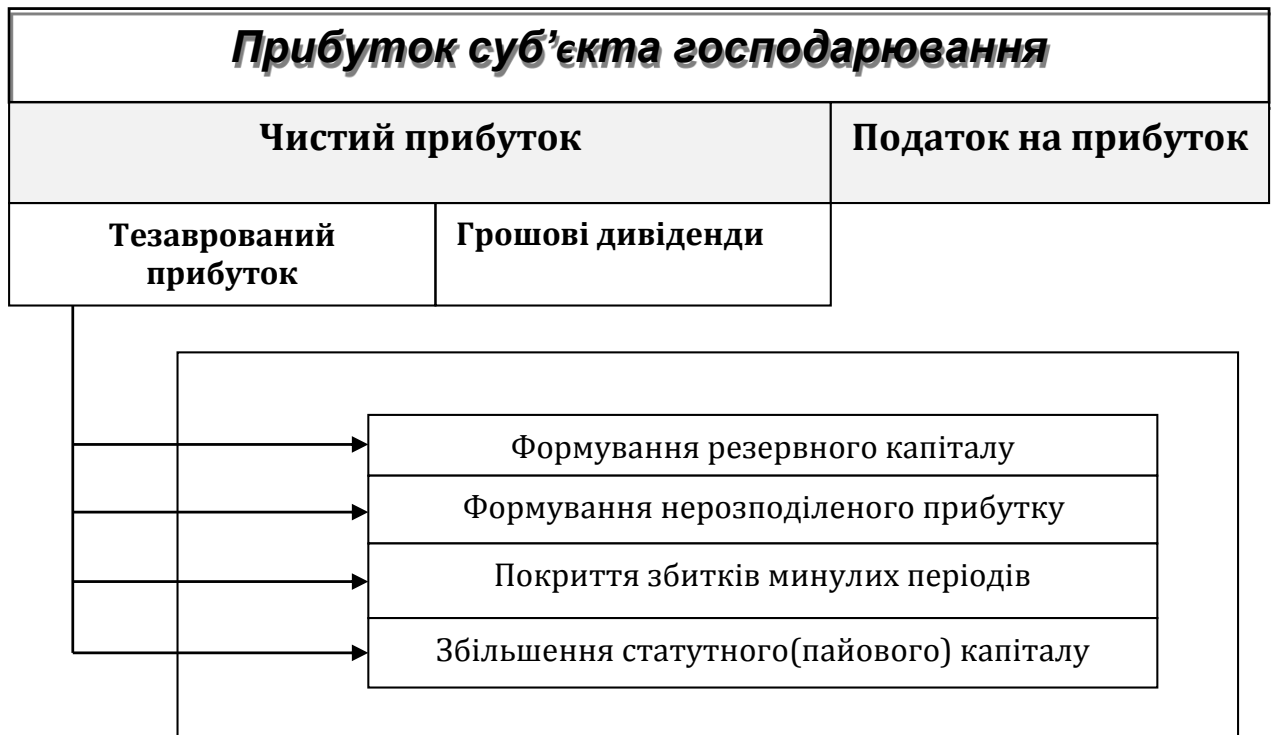 Прибуток суб’єкта господарювання
Чистий прибуток
Податок на прибуток
Тезаврований
прибуток
Грошові дивіденди
Формування резервного капіталу
Формування нерозподіленого прибутку
Покриття збитків минулих періодів
Збільшення статутного(пайового) капіталу